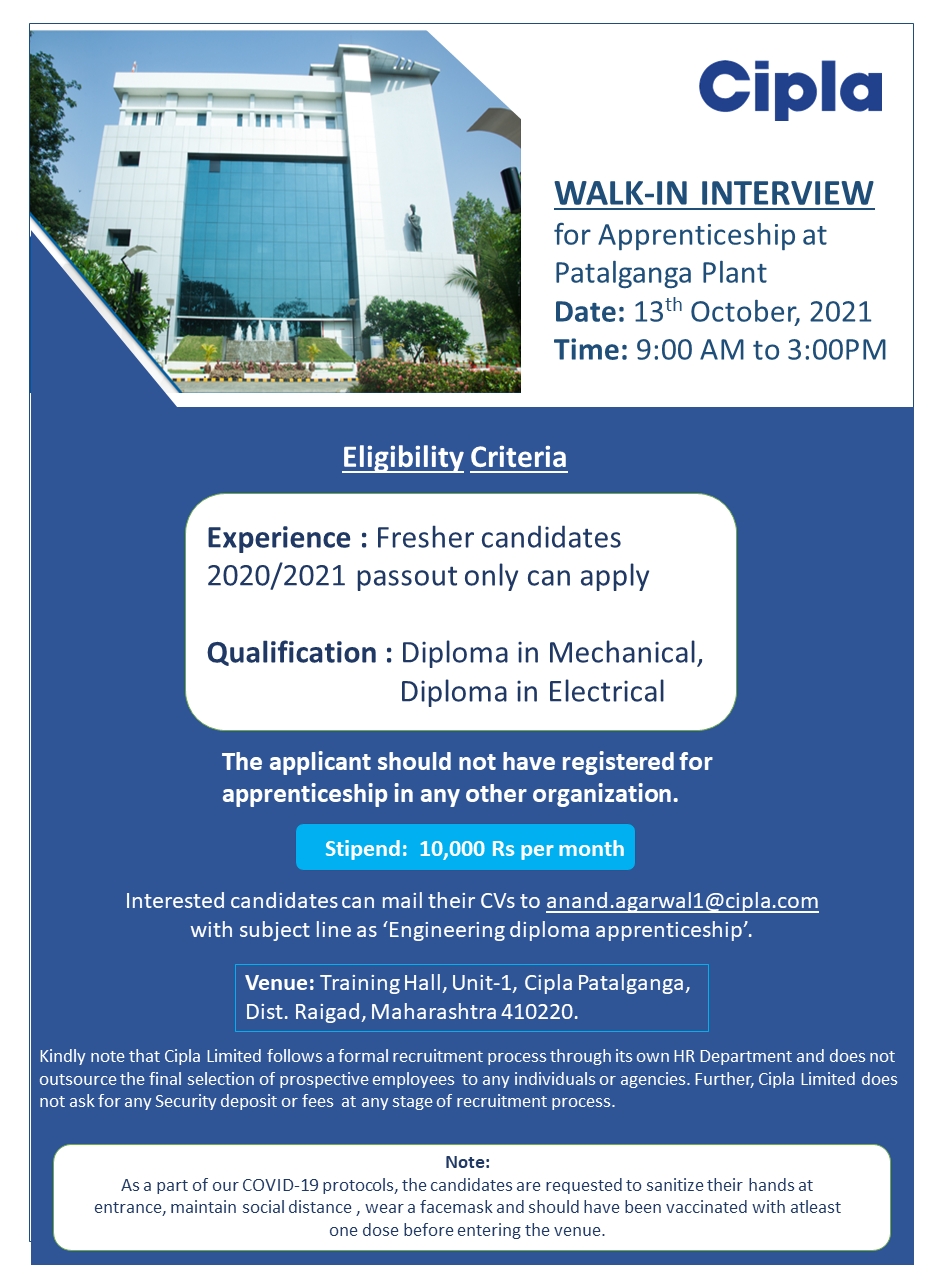 Cipla
WALK-IN INTERVIEW
for Apprenticeship at
Patalganga Plant
Date: 13th October, 2021
Time: 9:00 AM to 3:00PM
Eligibility Criteria
Experience : Fresher candidates
2020/2021 passout only can apply
Qualification : Diploma in Mechanical,
Diploma in Electrical
The applicant should not have registered for
apprenticeship in any other organization.
Stipend: 10,000 Rs per month
Interested candidates can mail their CVs to anand.agarwal1@cipla.com
with subject line as ‘Engineering diploma apprenticeship’.
Venue: Training Hall, Unit-1, Cipla Patalganga,
Dist. Raigad, Maharashtra 410220.
Kindly note that Cipla Limited follows a formal recruitment process through its own HR Department and does not
outsource the final selection of prospective employees to any individuals or agencies. Further, Cipla Limited does
not ask for any Security deposit or fees at any stage of recruitment process.
Note:
As a part of our COVID-19 protocols, the candidates are requested to sanitize their hands at
entrance, maintain social distance , wear a facemask and should have been vaccinated with atleast
one dose before entering the venue.